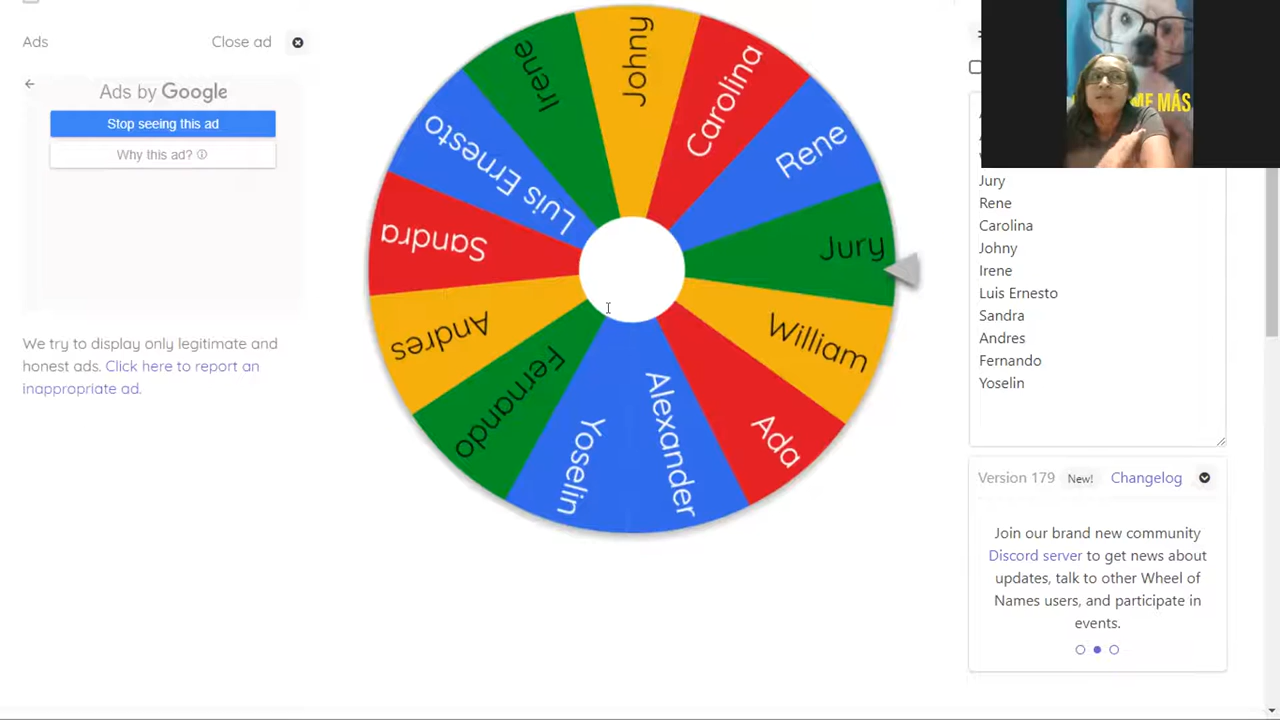 Ads
Close ad
Ads by Google
Stop seeing this ad
Why this ad?
We try to display only legitimate and
honest ads. Click here to report an
inappropriate ad.
Johny
Carolina
Rene
Jury
William
Ada
Alexander
Yoselin
Fernando
Andres
Sandra
Luis Ernesto
Irene
ME MÁS
Jury
Rene
Carolina
Johny
Irene
Luis Ernesto
Sandra
Andres
Fernando
Yoselin
Version 179 New! Changelog
Join our brand new community
Discord server to get news about
updates, talk to other Wheel of
Names users, and participate in
events.